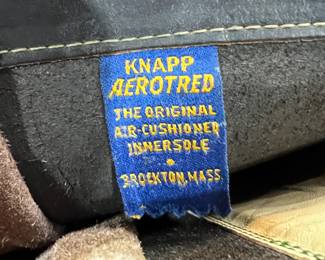 KNAPP
AEROTRED
THE ORIGINAL
AIR-CUSHIONED
INNERSOLE
•
BROCKTON, MASS.